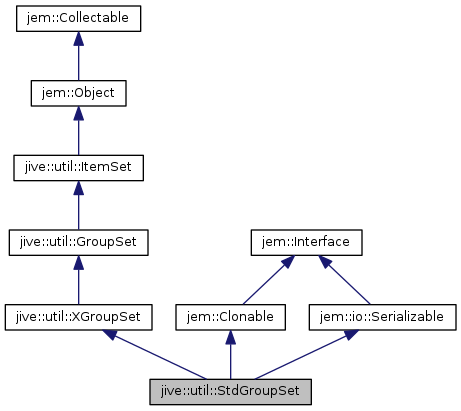 jem::Collectable
jem::Object
jive::util::ItemSet
jive::util::GroupSet
jem::Interface
jive::util::XGroupSet
jem::Clonable
jem::io::Serializable
jive::util::StdGroupSet